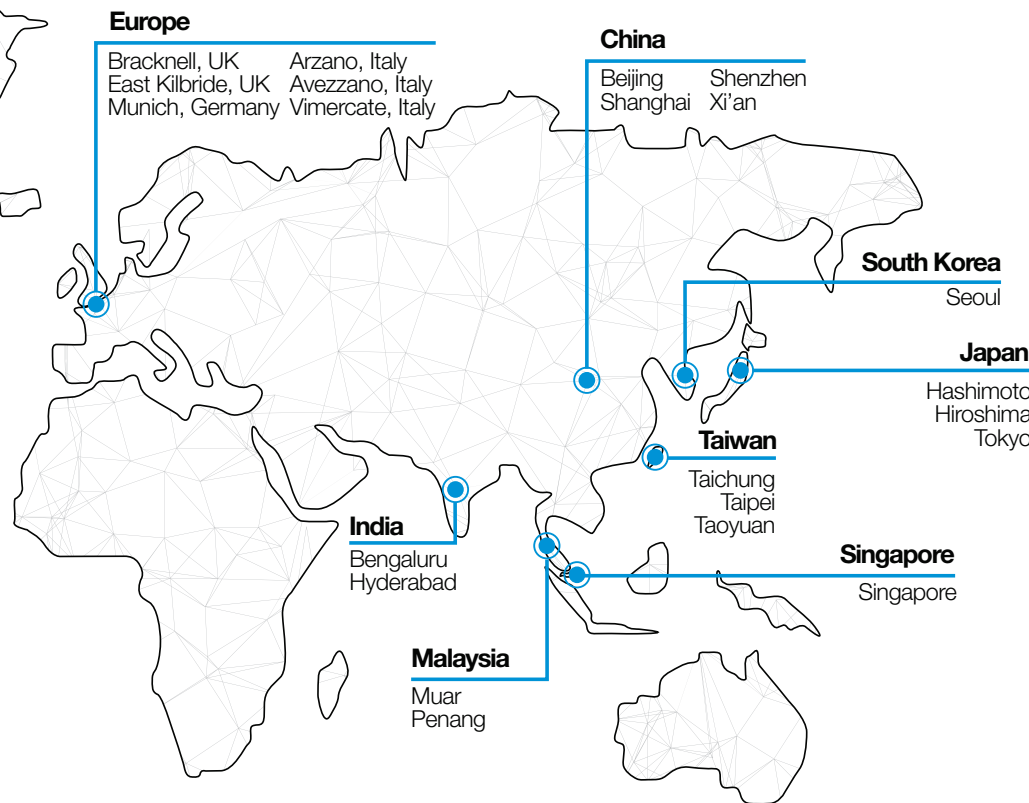 Europe
Bracknell, UK
East Kilbride, UK
Munich, Germany
Arzano, Italy
Avezzano, Italy
Vimercate, Italy
China
Beijing
Shanghai
Shenzhen
Xi'an
South Korea
Seoul
Japan
Hashimoto
Hiroshima
Tokyo
Taiwan
Taichung
Taipei
Taoyuan
India
Bengaluru
Hyderabad
Singapore
Singapore
Malaysia
Muar
Penang